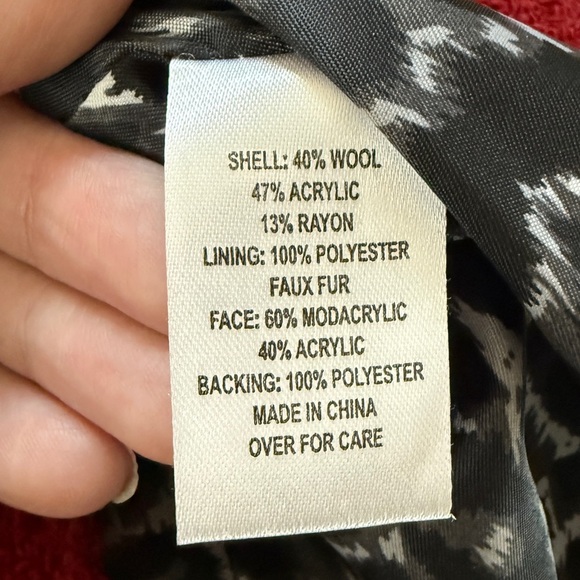 SHELL: 40% WOOL
47% ACRYLIC
13% RAYON
LINING: 100% POLYESTER
FAUX FUR
FACE: 60% MODACRYLIC
40% ACRYLIC
BACKING: 100% POLYESTER
MADE IN CHINA
OVER FOR CARE